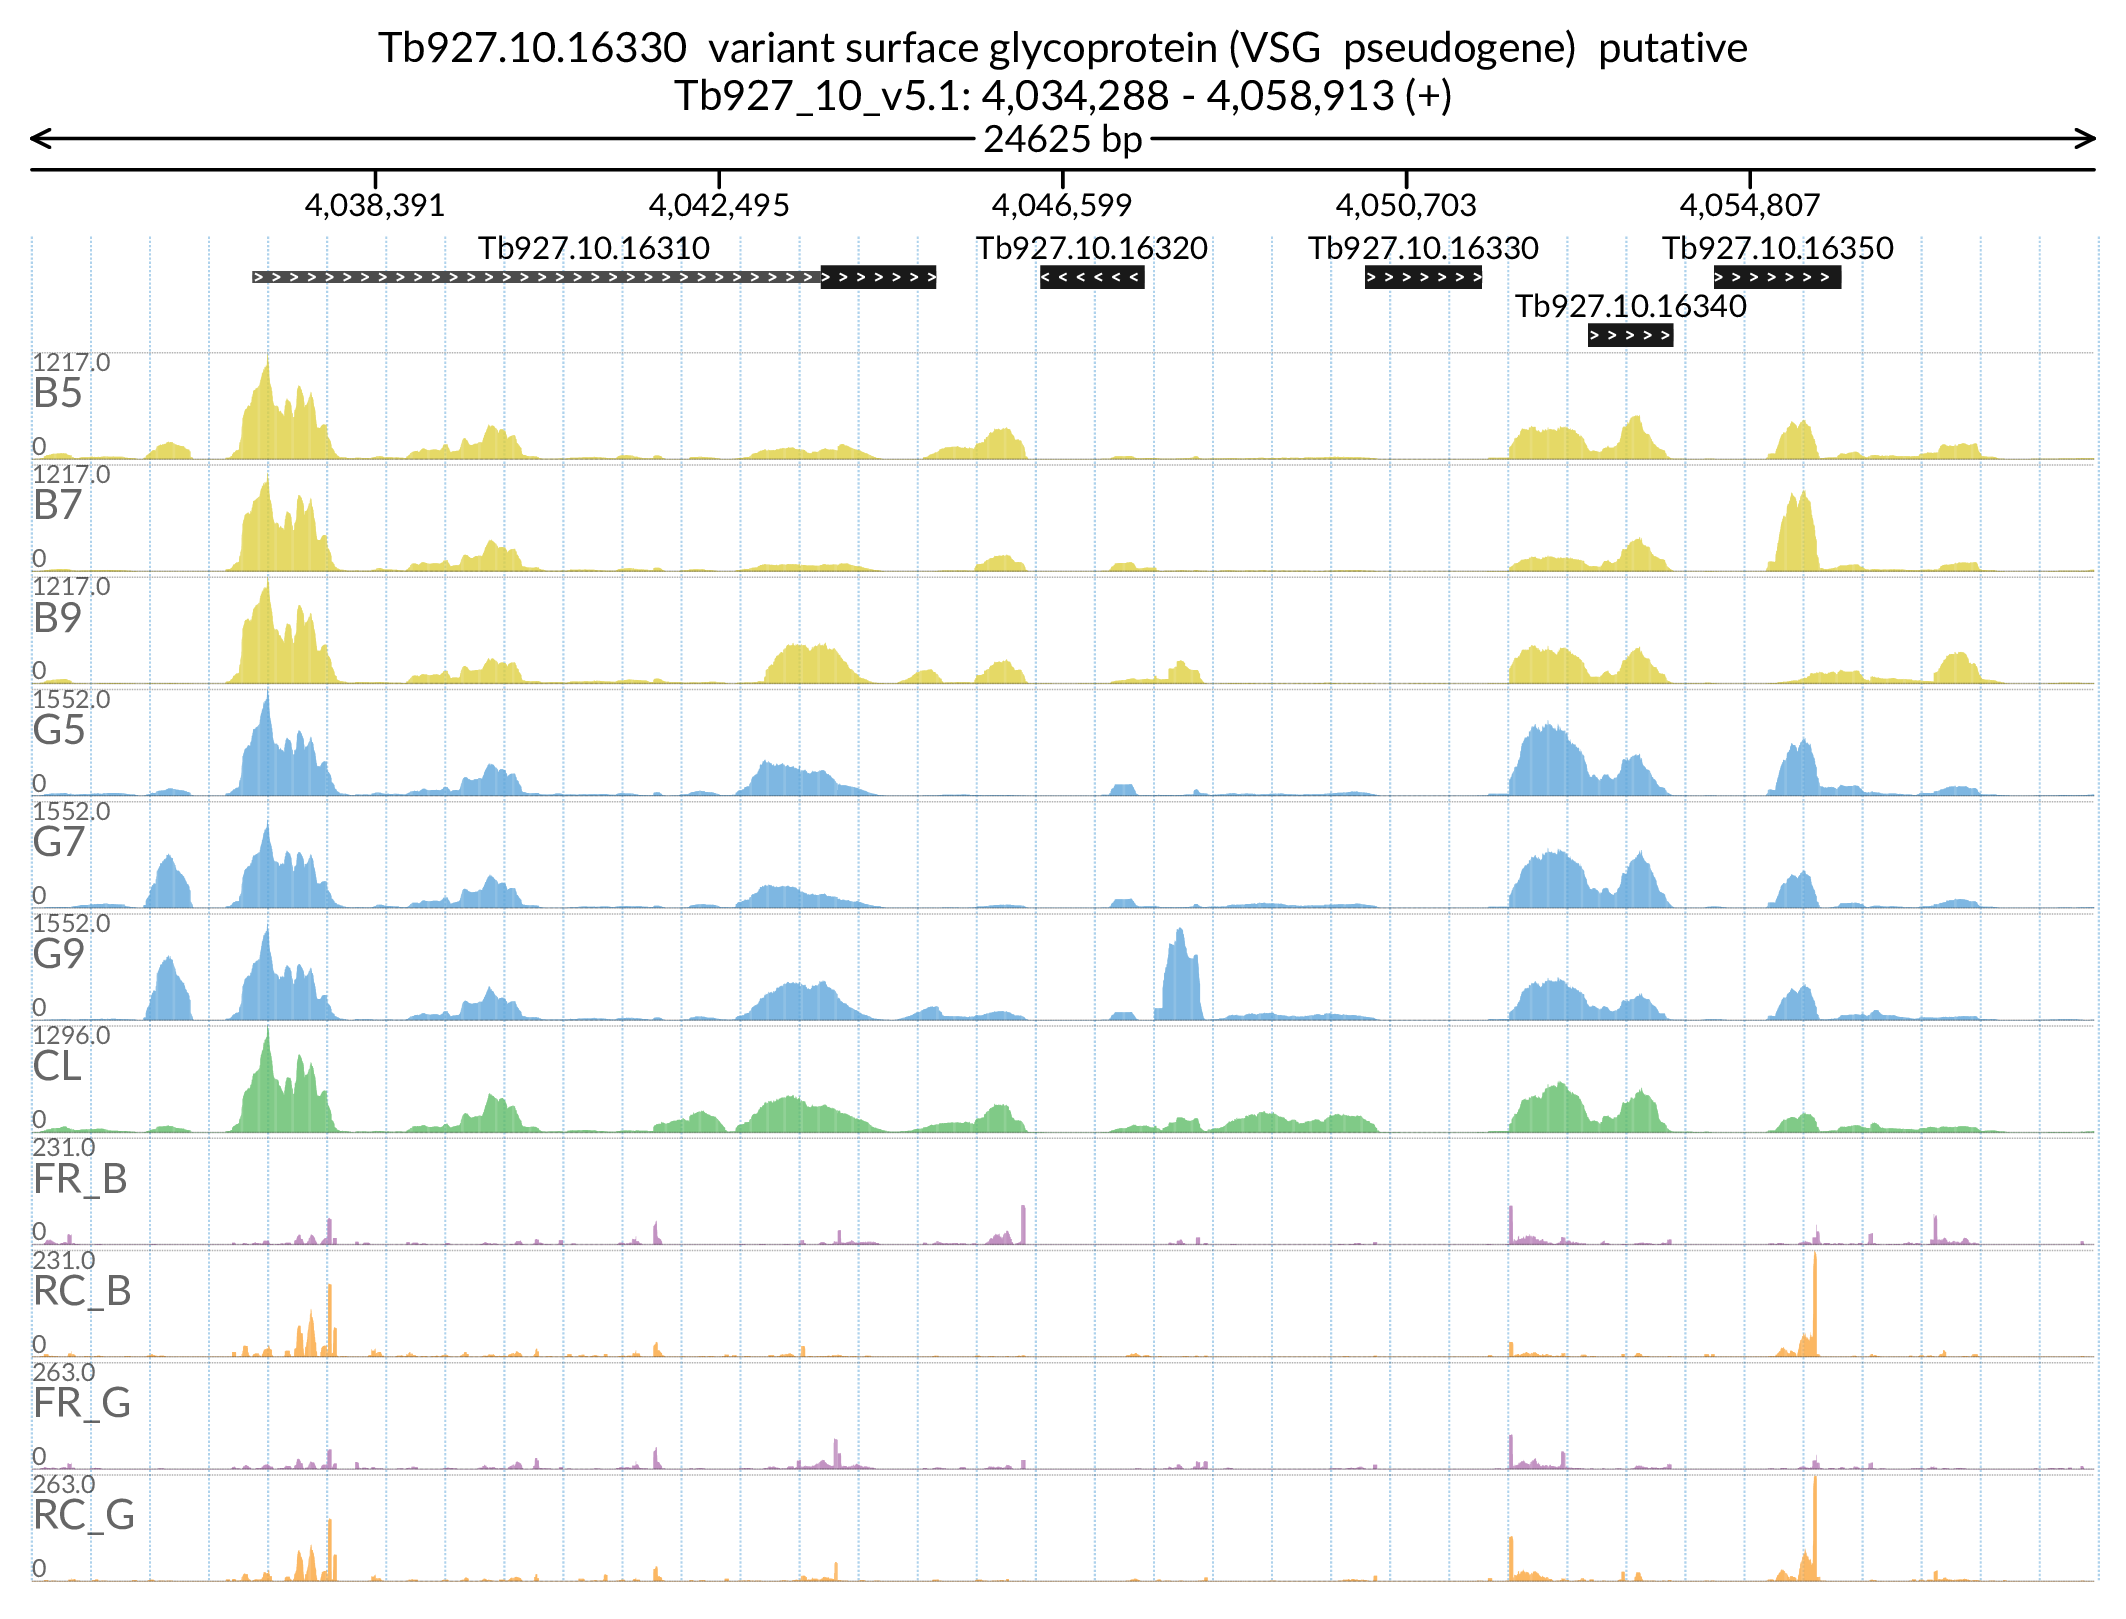 Tb927.10.16330 variant surface glycoprotein (VSG pseudogene) putative
Tb927_10_v5.1: 4,034,288 - 4,058,913 (+)
24625 bp
4,038,391 4,042,495 4,046,599 4,050,703 4,054,807
Tb927.10.16310 Tb927.10.16320 Tb927.10.16330 Tb927.10.16350
Tb927.10.16340
1217.0
B5
0
1217.0
B7
0
1217.0
B9
0
1552.0
G5
0
1552.0
G7
0
1552.0
G9
0
1296.0
CL
0
231.0
FR_B
0
231.0
RC_B
0
263.0
FR_G
0
263.0
RC_G
0